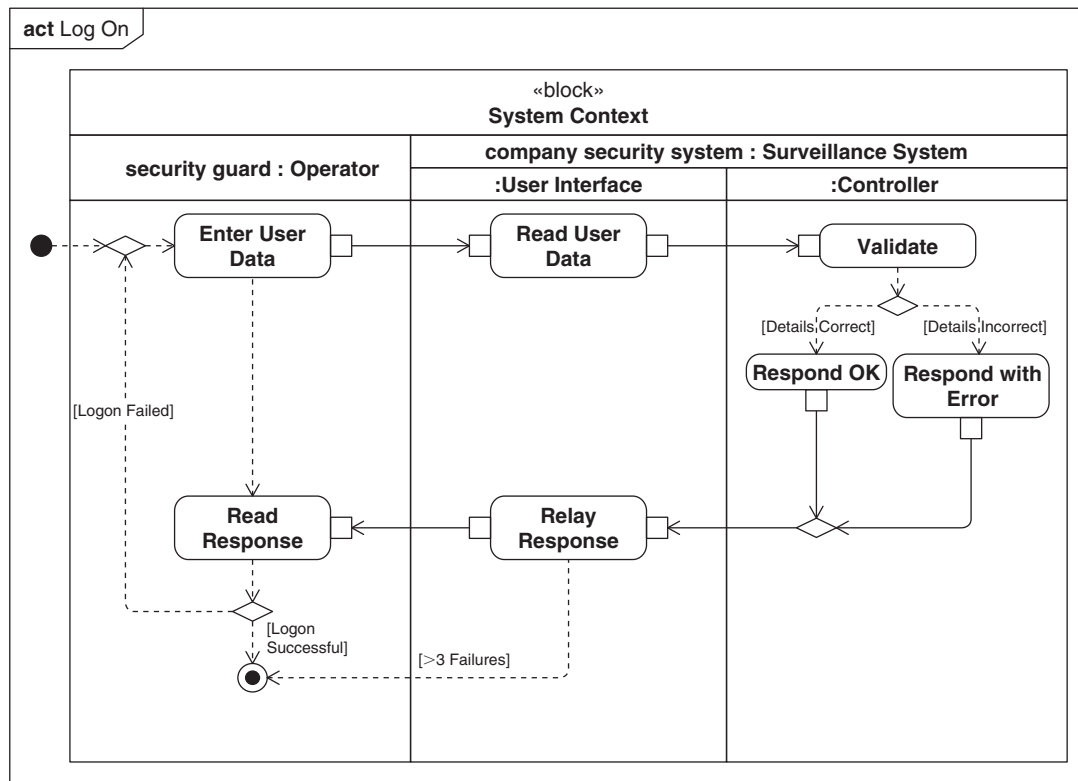 act Log On
«block»
System Context
security guard : Operator
company security system : Surveillance System
:User Interface
:Controller
Enter User
Data
Read User
Data
Validate
[Details Correct]
[Details Incorrect]
Respond OK
Respond with
Error
[Logon Failed]
Read
Response
Relay
Response
[Logon
Successful]
[>3 Failures]